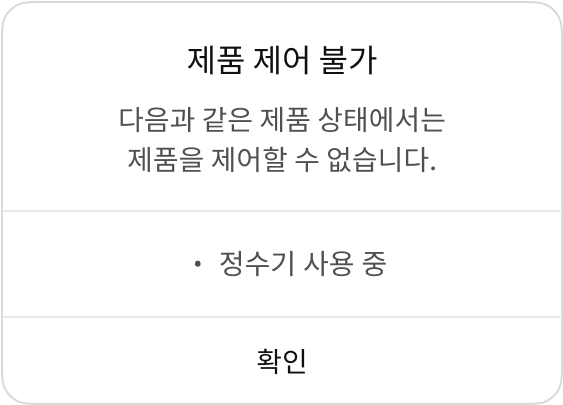 제품 제어 불가
다음과 같은 제품 상태에서는
제품을 제어할 수 없습니다.
• 정수기 사용 중
확인